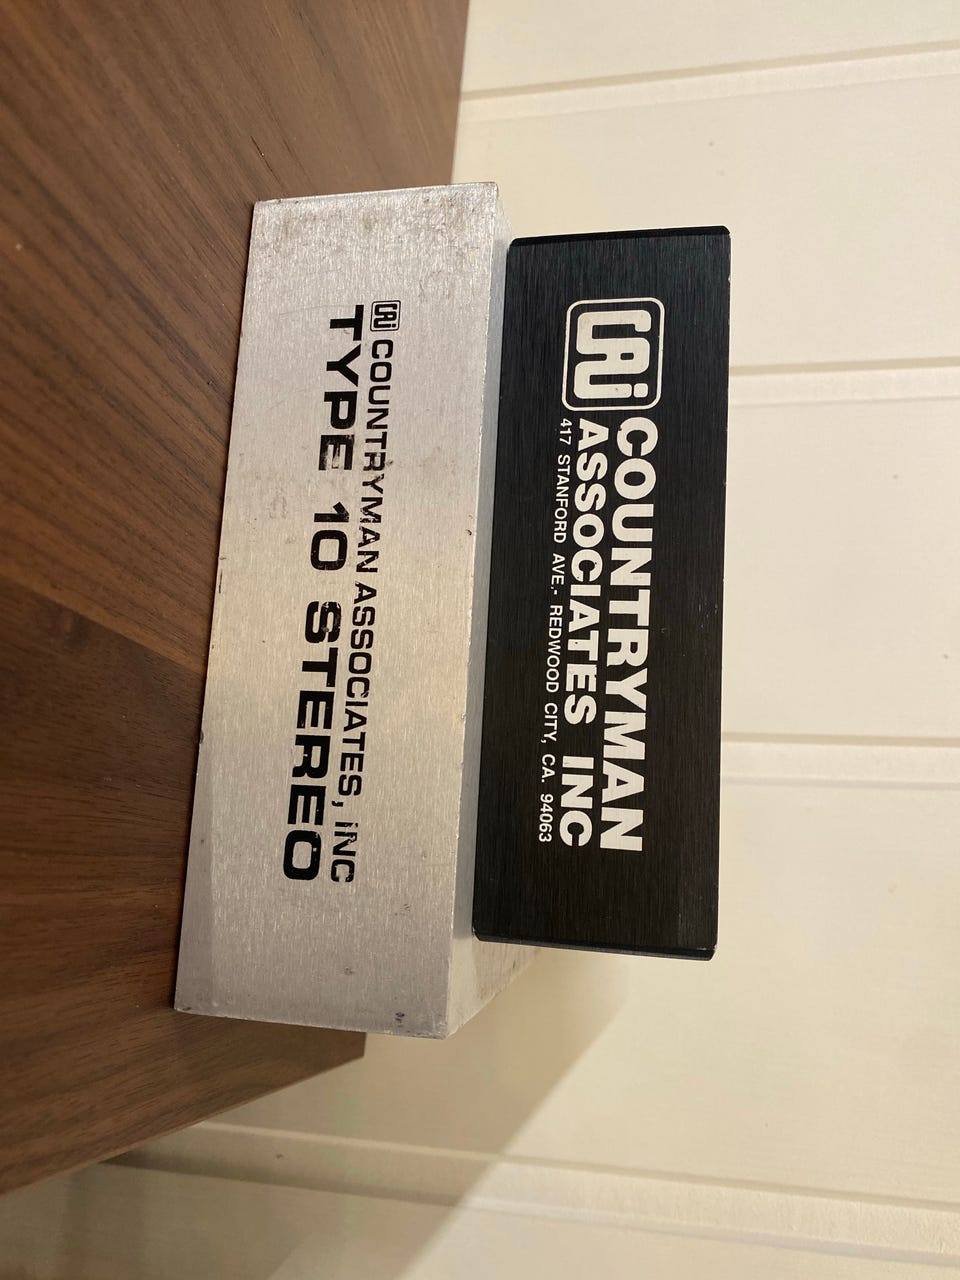 CAi COUNTRYMAN
ASSOCIATES INC
417 STANFORD AVE.- REDWOOD CITY, CA. 94063
CAi COUNTRYMAN ASSOCIATES, INC
TYPE 10 STEREO